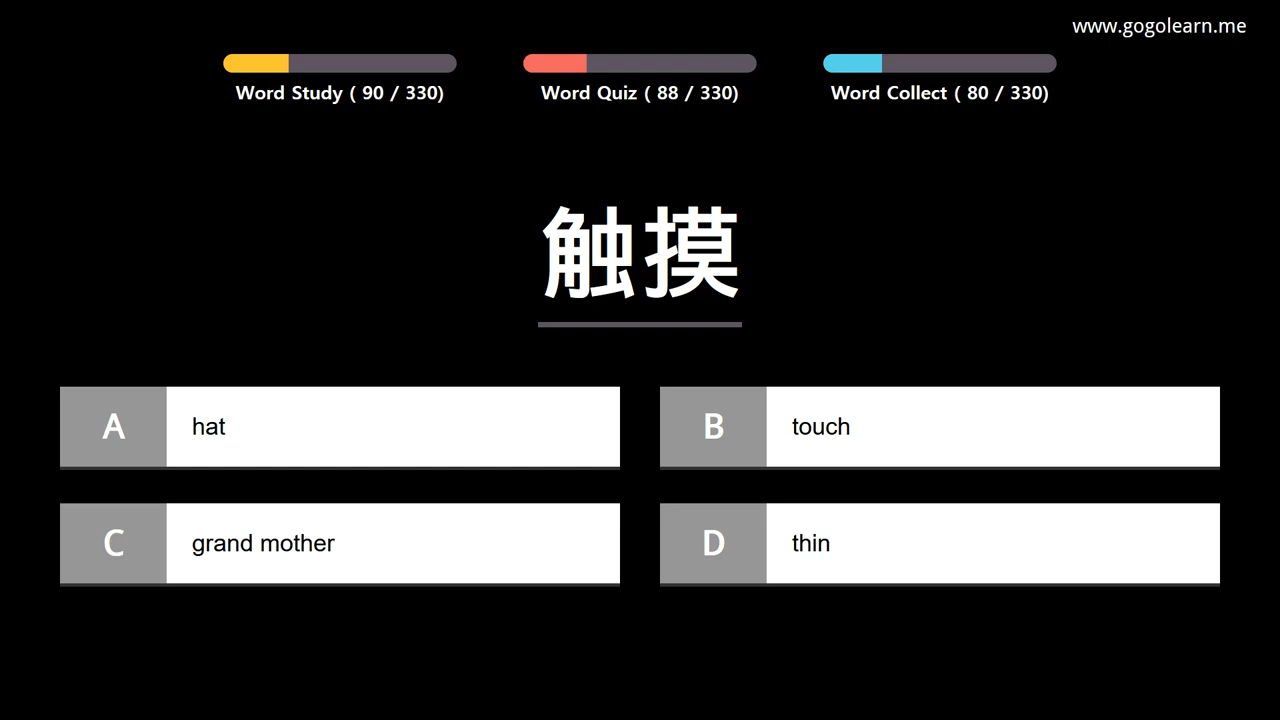 www.gogolearn.me
Word Study ( 90 / 330)
Word Quiz ( 88 / 330)
Word Collect ( 80 / 330)
触摸
A hat
B touch
C grand mother
D thin